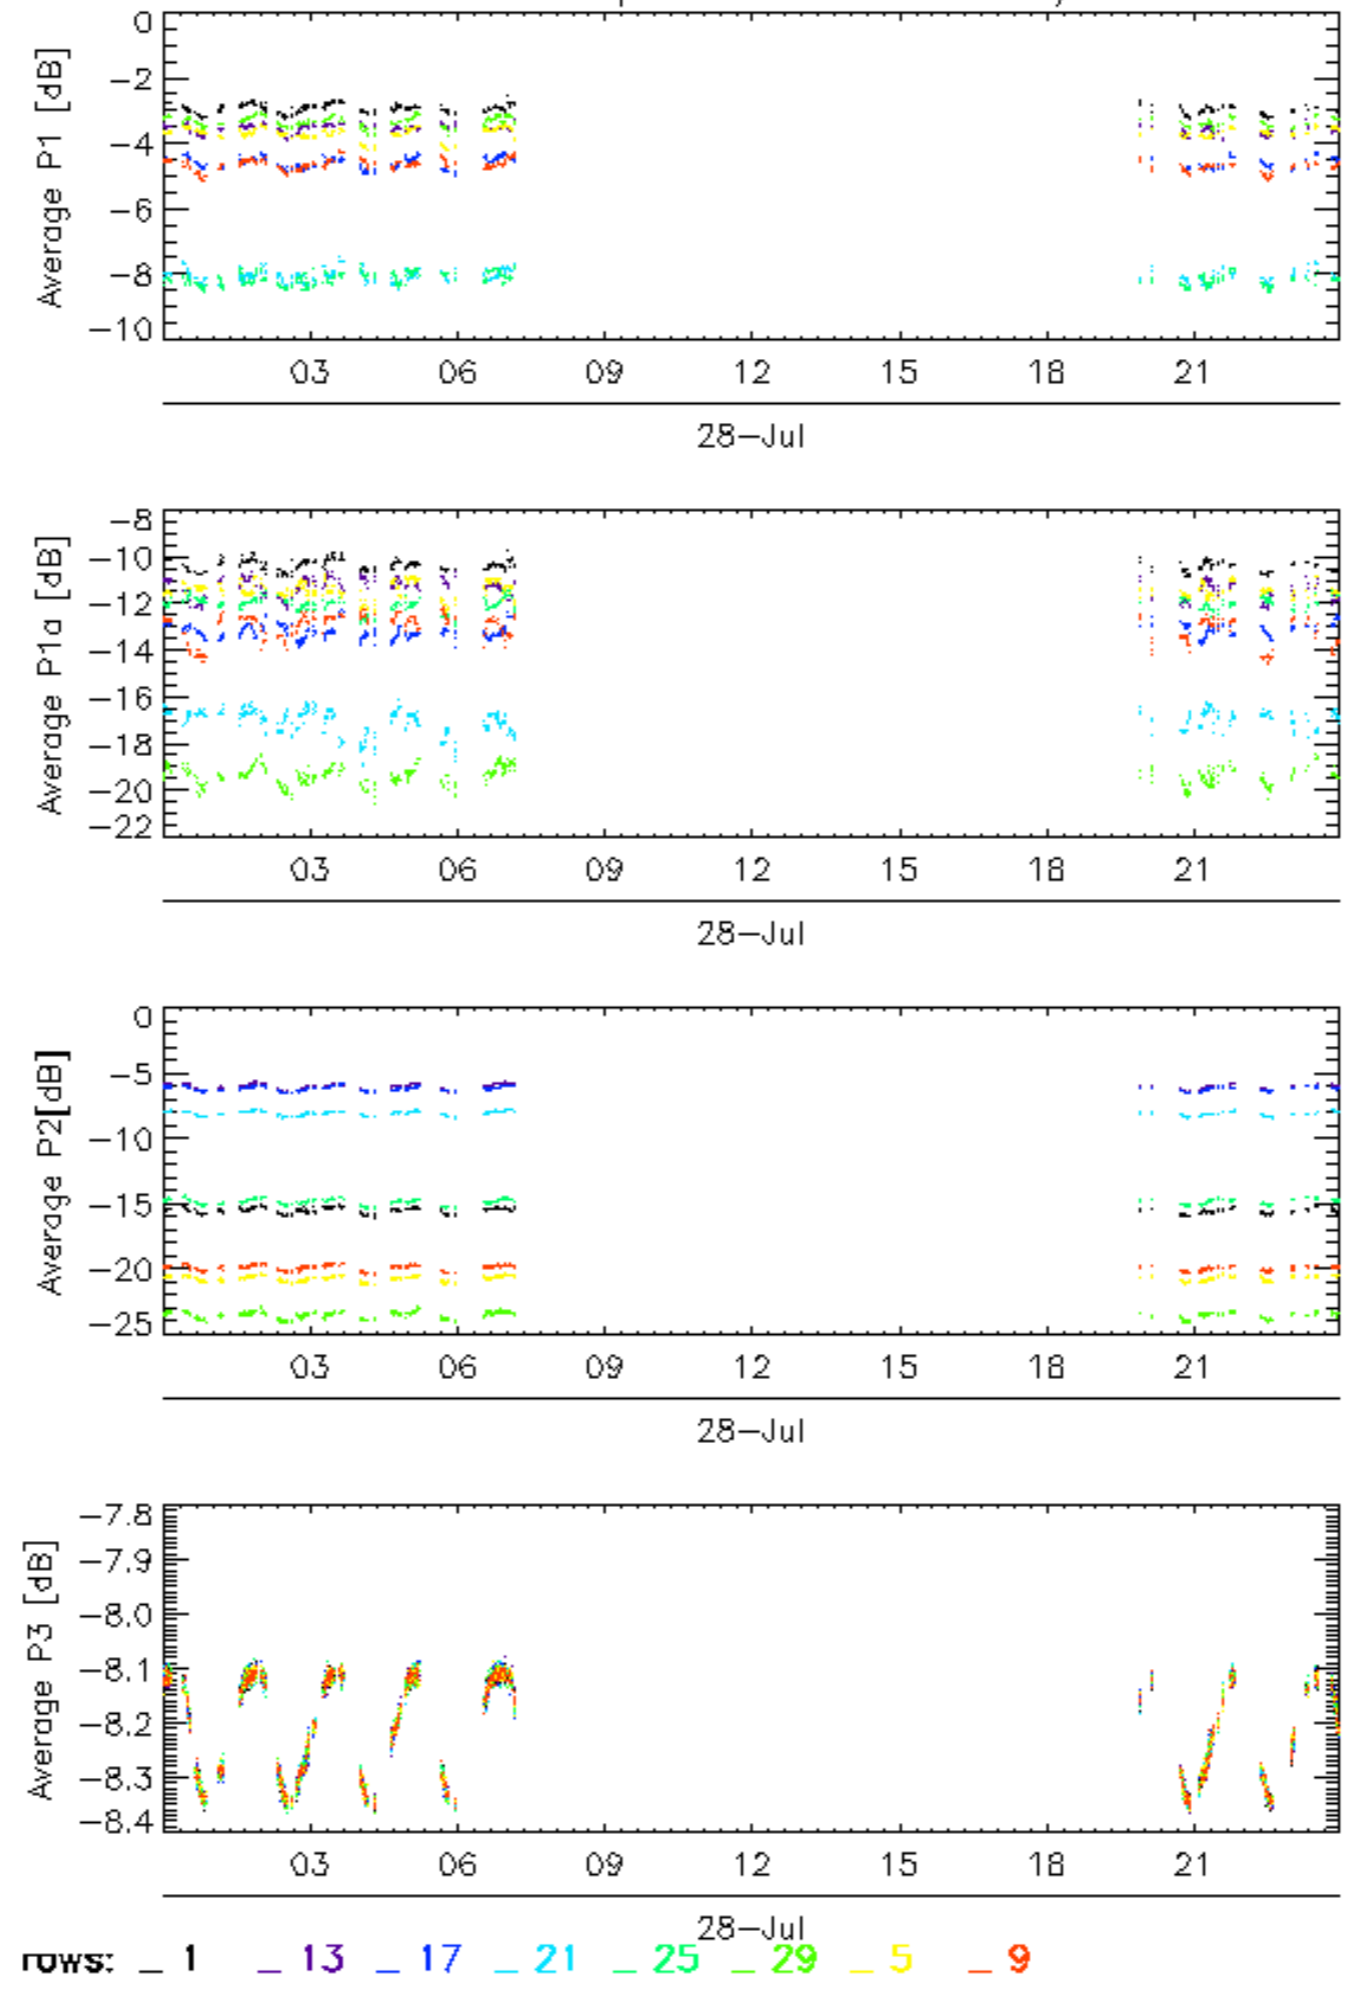 0
−2
−4
−6
−8
−10
Average P1 [dB]
03 06 09 12 15 18 21
28−Jul
−8
−10
−12
−14
−16
−18
−20
−22
Average P1a [dB]
03 06 09 12 15 18 21
28−Jul
0
−5
−10
−15
−20
−25
Average P2[dB]
03 06 09 12 15 18 21
28−Jul
−7.8
−7.9
−8.0
−8.1
−8.2
−8.3
−8.4
Average P3 [dB]
03 06 09 12 15 18 21
28−Jul
rows: _ 1 _ 13 _ 17 _ 21 _ 25 _ 29 _ 5 _ 9